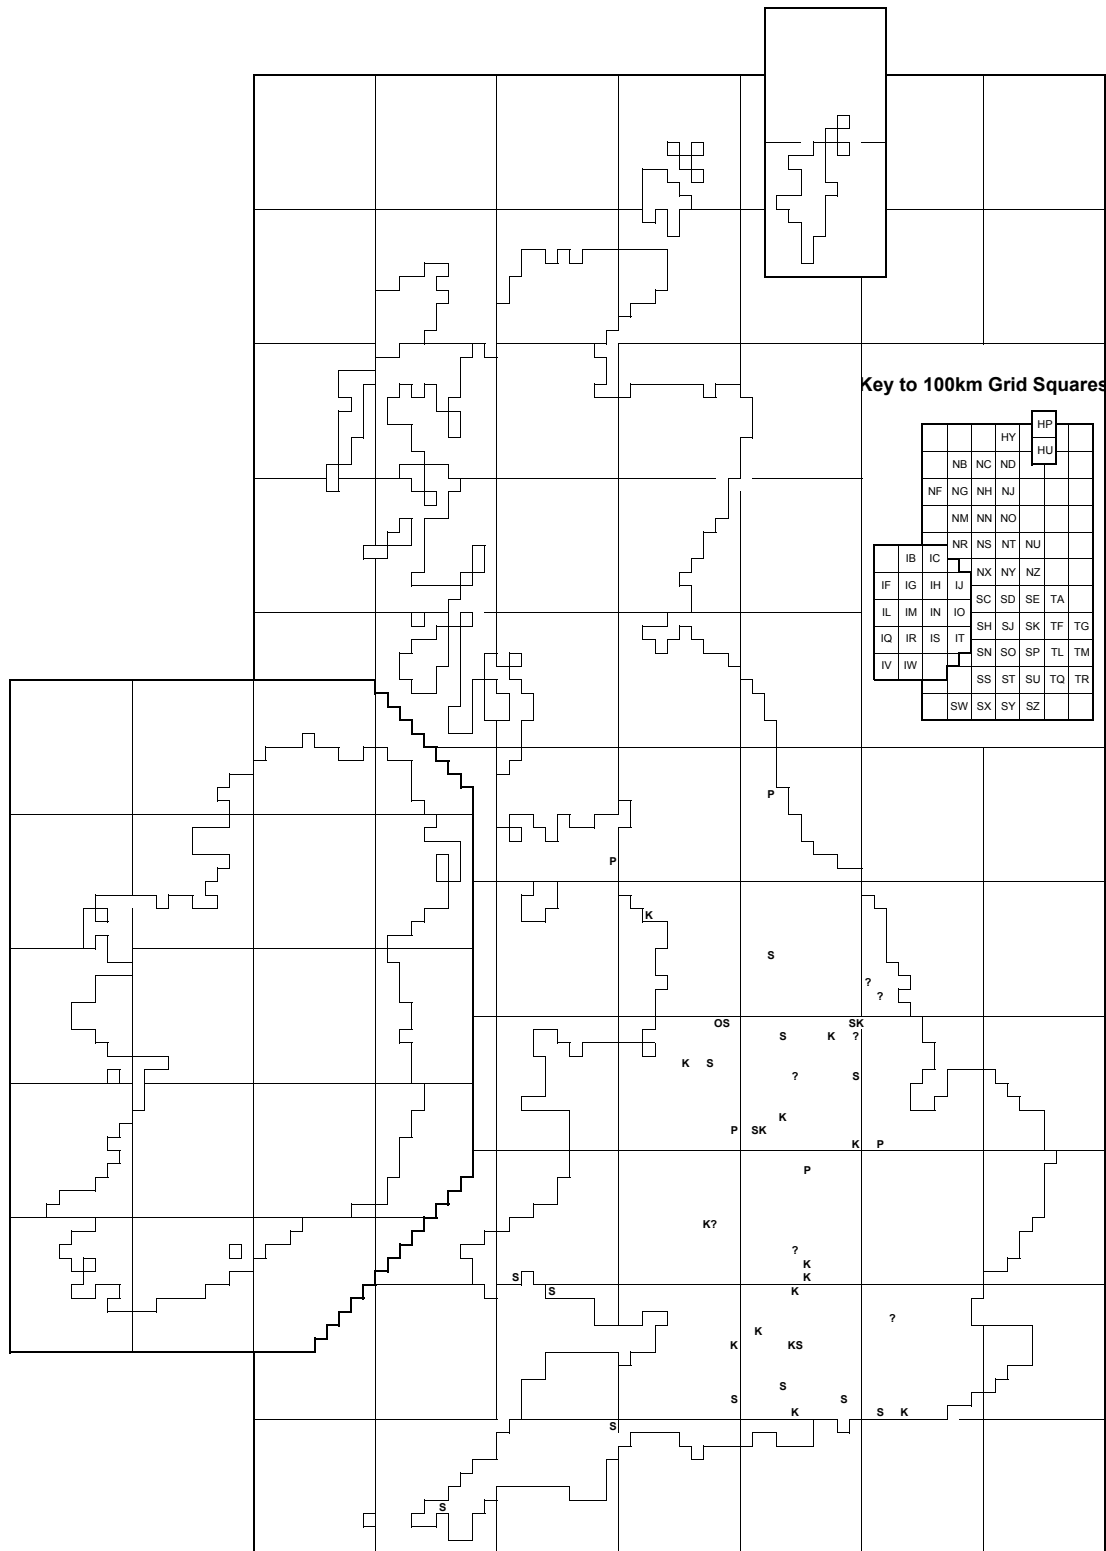 Key to 100km Grid Squares
HP
HY
HU
NB NC ND
NF NG NH NJ
NM NN NO
NR NS NT NU
IB IC
NX NY NZ
IF IG IH IJ
SC SD SE TA
IL IM IN IO
SH SJ SK TF TG
IQ IR IS IT
SN SO SP TL TM
IV IW
SS ST SU TQ TR
SW SX SY SZ
P
P
K
S
?
?
OS SK
S K ?
K S
? S
K
P SK
K P
P
K?
?
K
S K
S K
?
K
K KS
S
S S
K S K
S
S